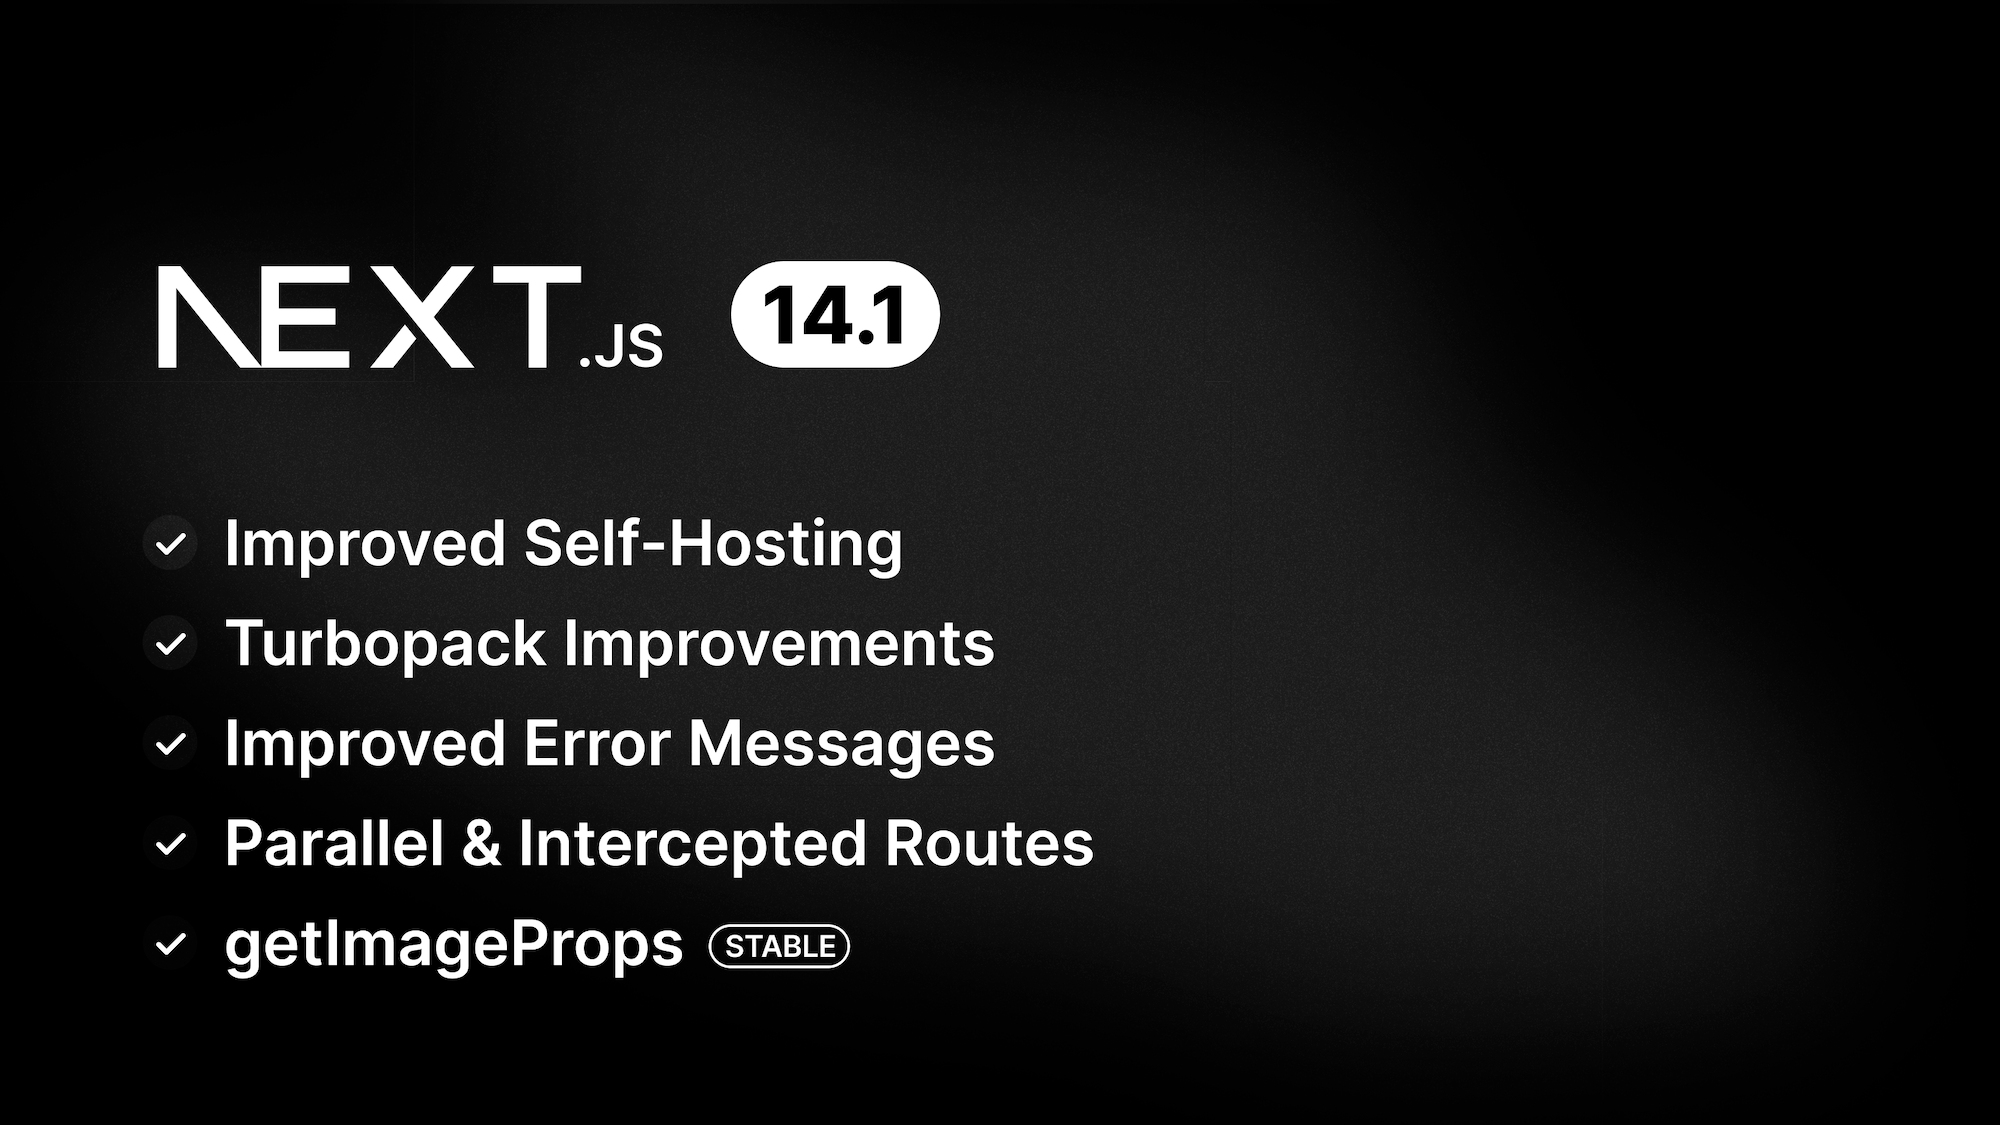 NEXT.JS 14.1
Improved Self-Hosting
Turbopack Improvements
Improved Error Messages
Parallel & Intercepted Routes
getImageProps STABLE